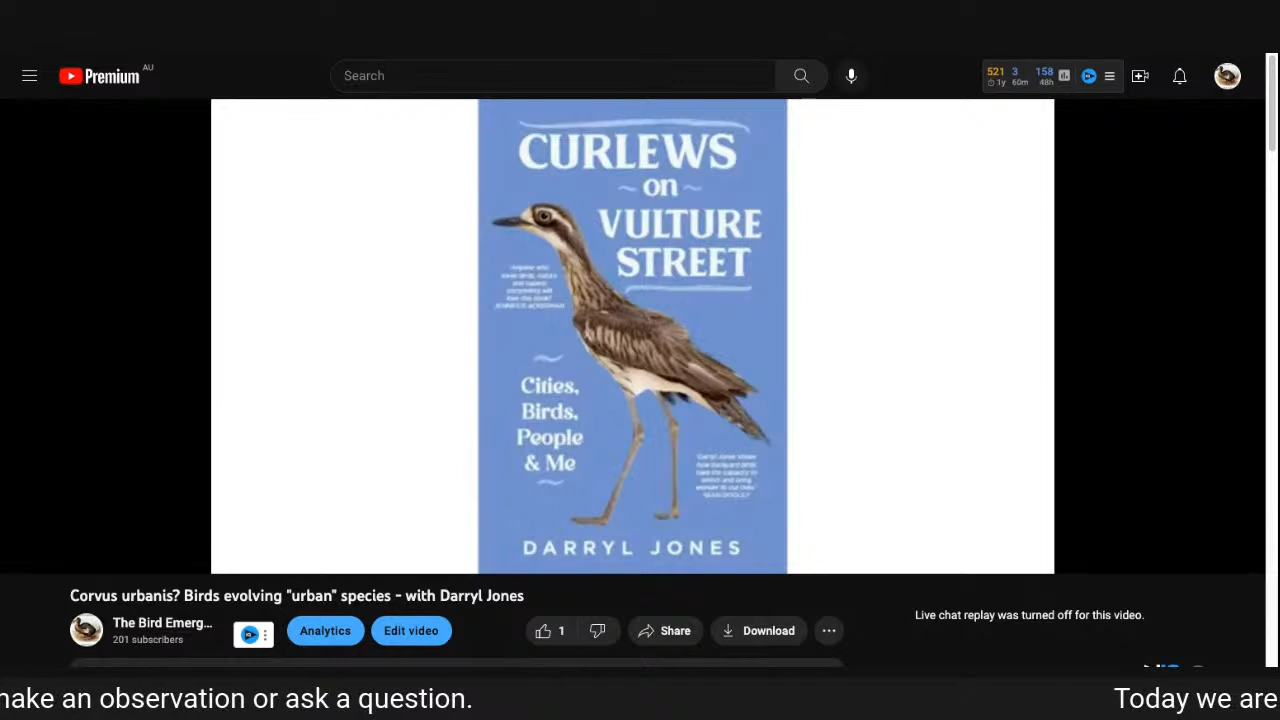 Premium AU
Search
521 3 158
1y 60m 48h
CURLEWS
~ on ~
VULTURE
STREET
Cities,
Birds,
People
& Me
DARRYL JONES
Corvus urbanis? Birds evolving "urban" species - with Darryl Jones
The Bird Emerg...
201 subscribers
Analytics
Edit video
1
Share
Download
Live chat replay was turned off for this video.
make an observation or ask a question.
Today we are